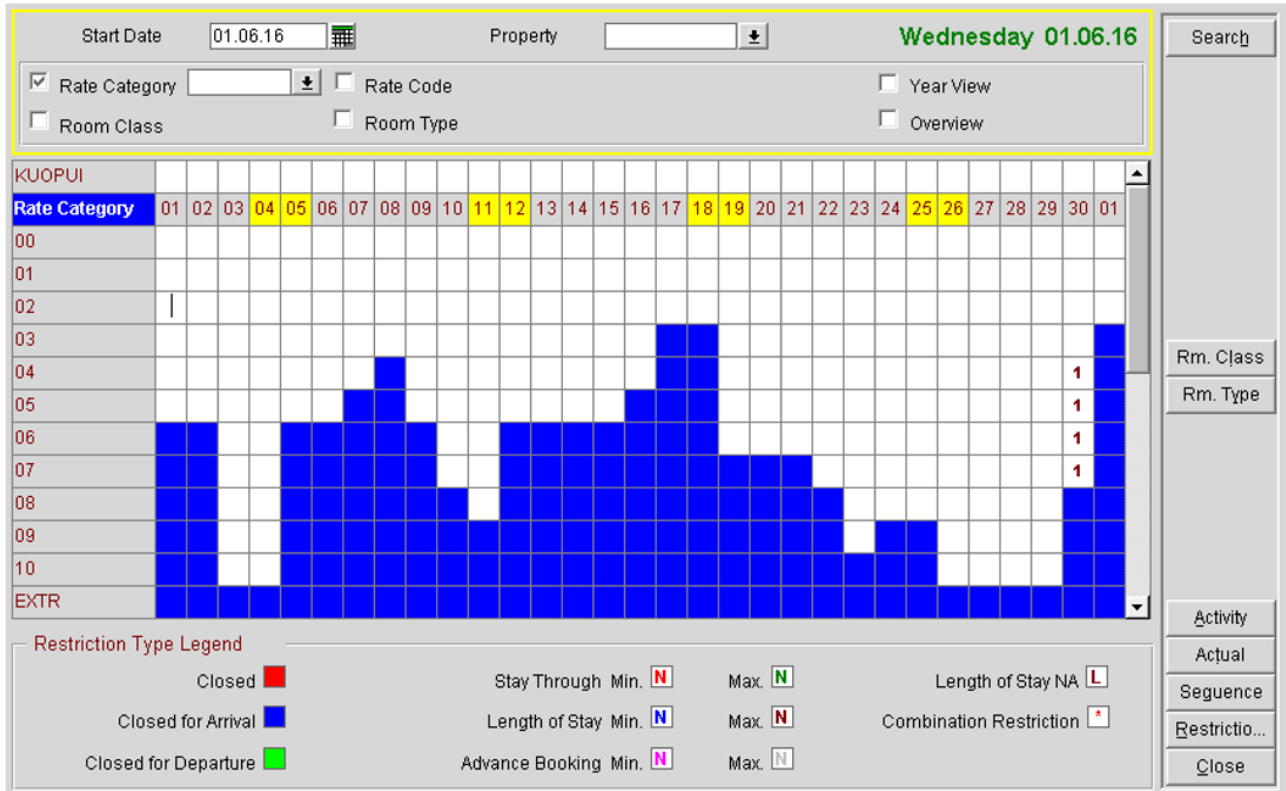 Start Date 01.06.16 Property Wednesday 01.06.16 Search
Rate Category Rate Code Year View
Room Class Room Type Overview
KUOPUI
Rate Category 01 02 03 04 05 06 07 08 09 10 11 12 13 14 15 16 17 18 19 20 21 22 23 24 25 26 27 28 29 30 01
00
01
02
03
04 1
05 1
06 1
07 1
08
09
10
EXTR
Rm. Class
Rm. Type
Restriction Type Legend
Closed Stay Through Min. N Max. N Length of Stay NA L
Closed for Arrival Length of Stay Min. N Max. N Combination Restriction *
Closed for Departure Advance Booking Min. N Max. N
Activity
Actual
Sequence
Restrictio...
Close